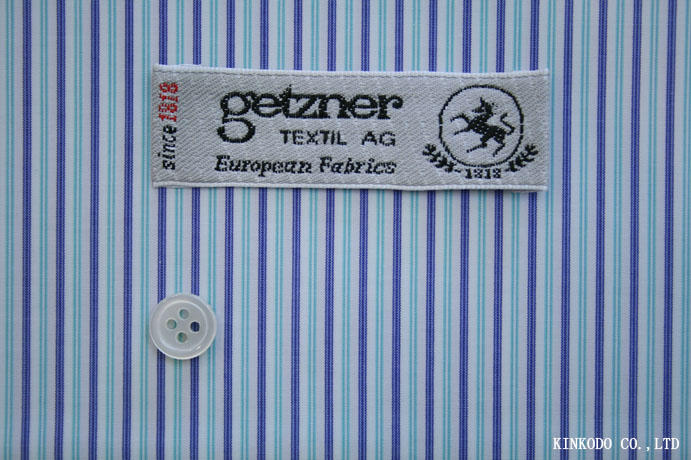 since 1818
getzner
TEXTIL AG
European Fabrics
-1818-
KINKODO CO.,LTD